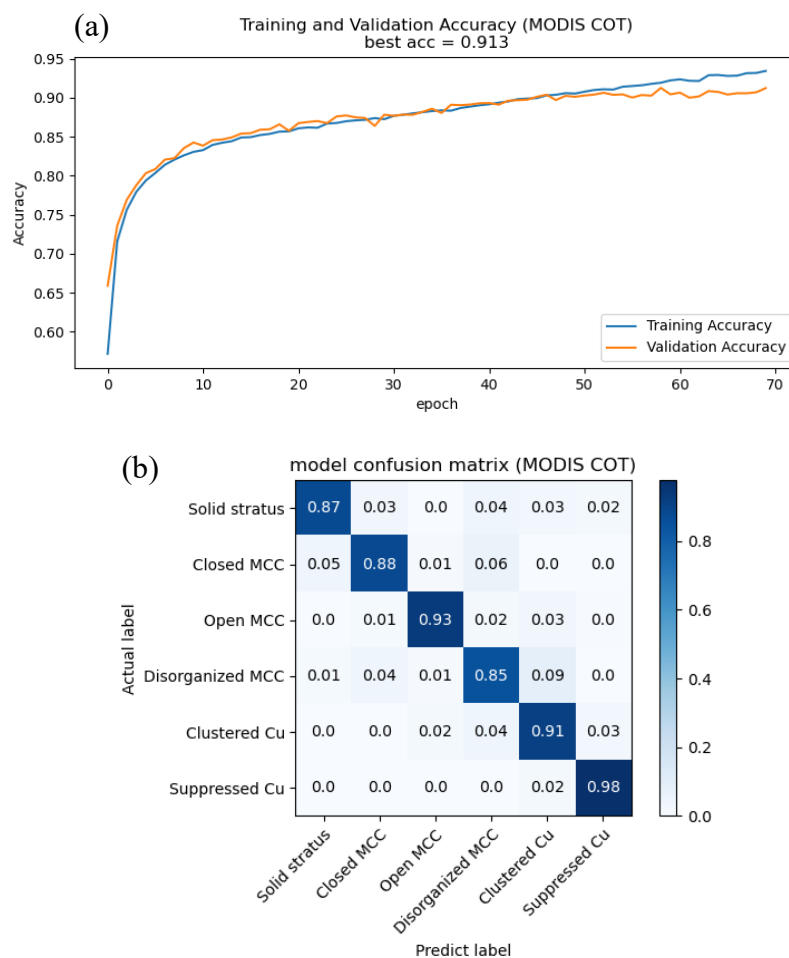 (a)
Training and Validation Accuracy (MODIS COT)
best acc = 0.913
0.95
0.90
0.85
0.80
0.75
0.70
0.65
0.60
Accuracy
Training Accuracy
Validation Accuracy
0 10 20 30 40 50 60 70
epoch
(b)
model confusion matrix (MODIS COT)
Actual label
Solid stratus 0.87 0.03 0.0 0.04 0.03 0.02
Closed MCC 0.05 0.88 0.01 0.06 0.0 0.0
Open MCC 0.0 0.01 0.93 0.02 0.03 0.0
Disorganized MCC 0.01 0.04 0.01 0.85 0.09 0.0
Clustered Cu 0.0 0.0 0.02 0.04 0.91 0.03
Suppressed Cu 0.0 0.0 0.0 0.0 0.02 0.98
Solid stratus
Closed MCC
Open MCC
Disorganized MCC
Clustered Cu
Suppressed Cu
Predict label
0.8
0.6
0.4
0.2
0.0